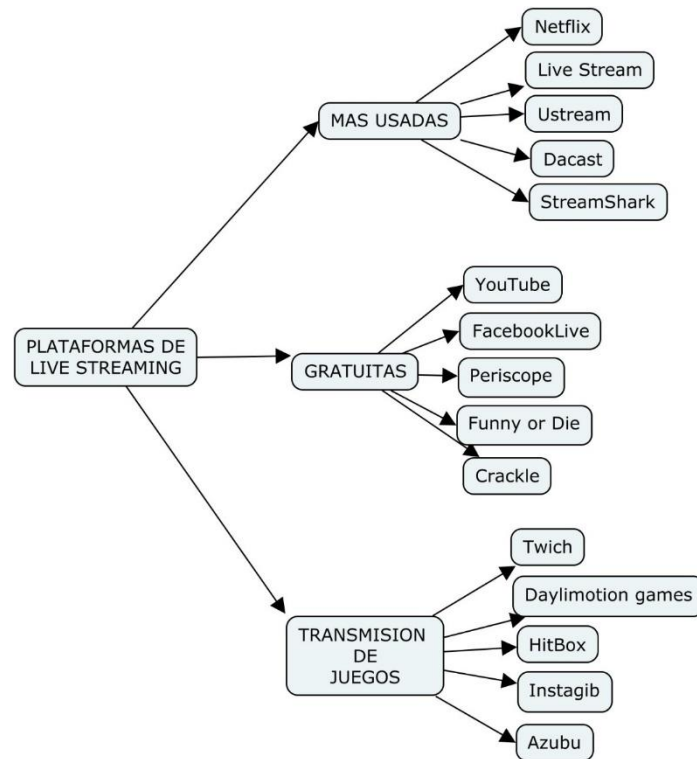 PLATAFORMAS DE
LIVE STREAMING
MAS USADAS
Netflix
Live Stream
Ustream
Dacast
StreamShark
GRATUITAS
YouTube
FacebookLive
Periscope
Funny or Die
Crackle
TRANSMISION
DE
JUEGOS
Twich
Daylimotion games
HitBox
Instagib
Azubu